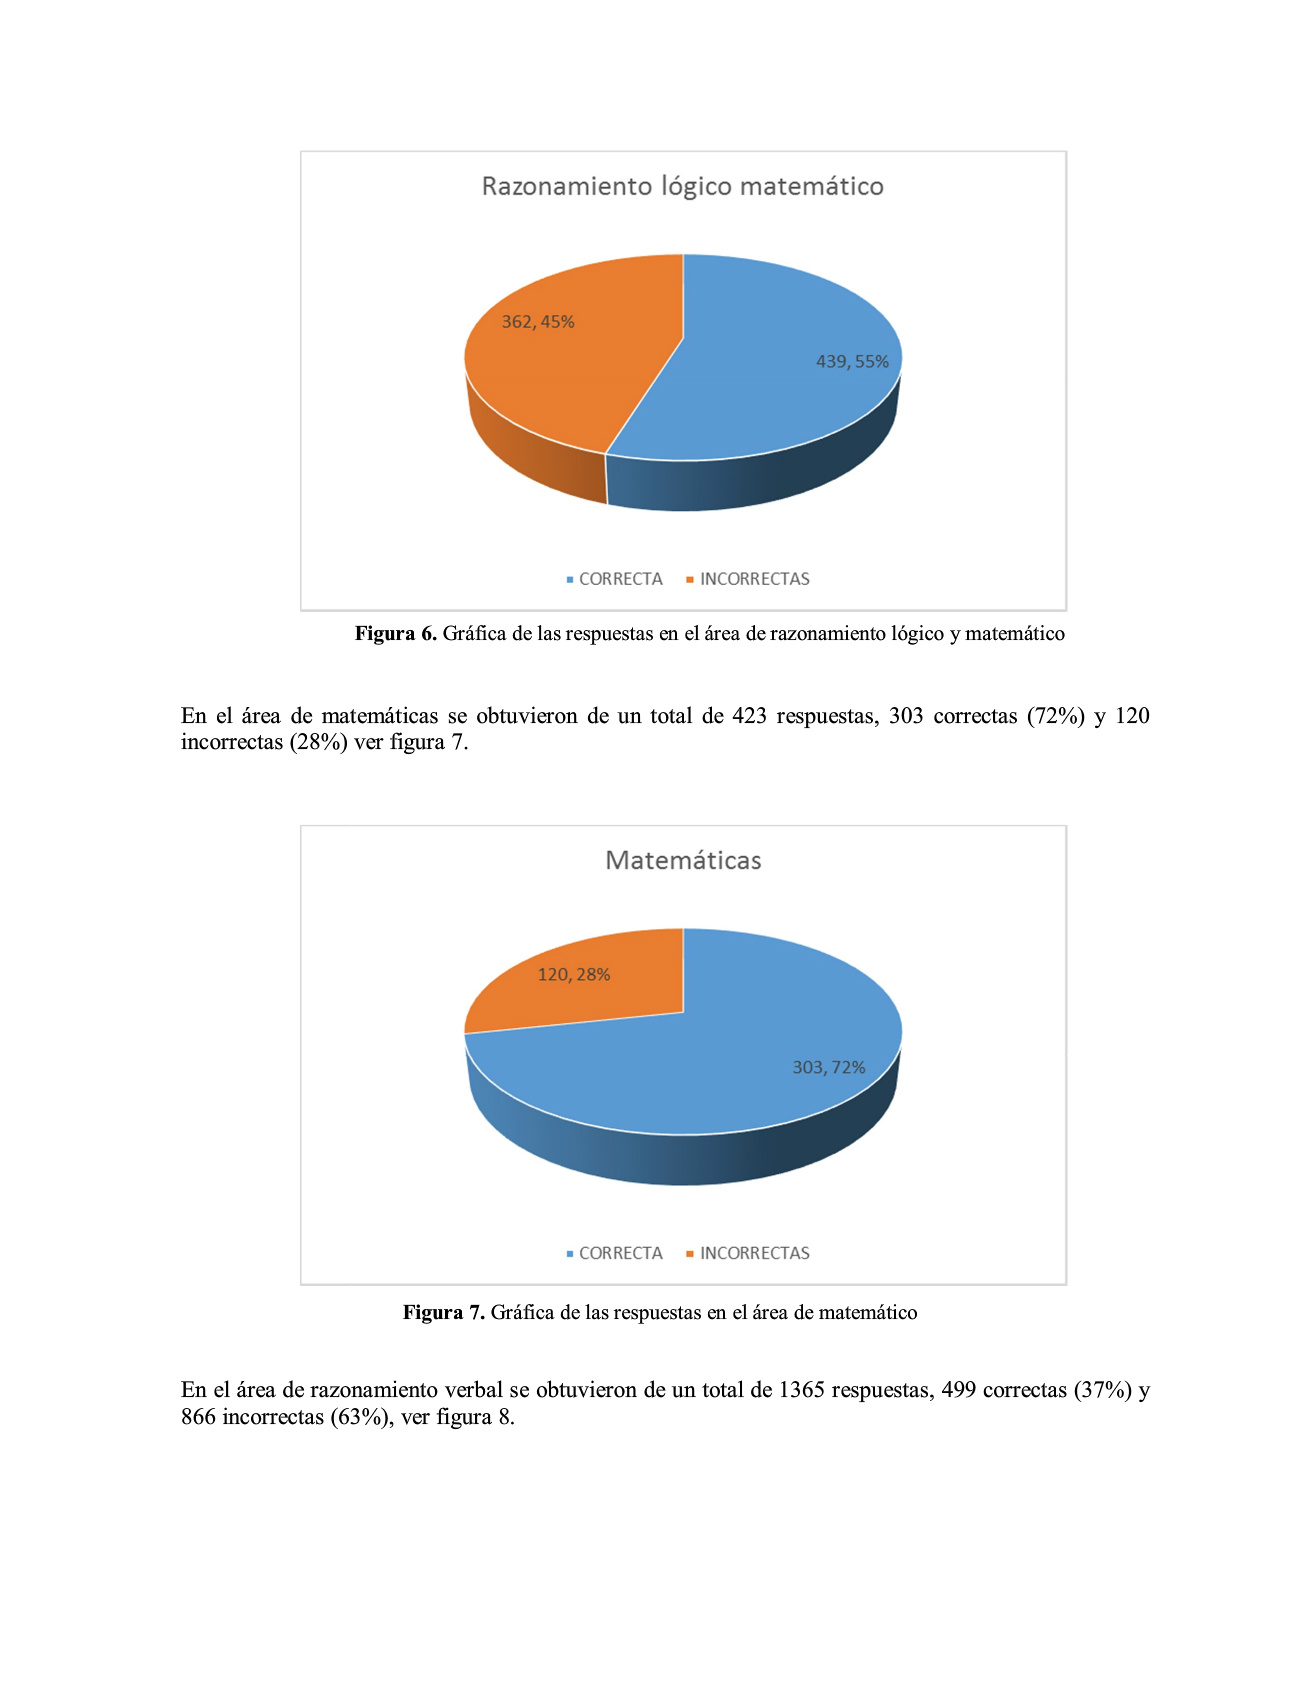 Razonamiento lógico matemático
362, 45%
439, 55%
CORRECTA INCORRECTAS
Figura 6. Gráfica de las respuestas en el área de razonamiento lógico y matemático
En el área de matemáticas se obtuvieron de un total de 423 respuestas, 303 correctas (72%) y 120
incorrectas (28%) ver figura 7.
Matemáticas
120, 28%
303, 72%
CORRECTA INCORRECTAS
Figura 7. Gráfica de las respuestas en el área de matemático
En el área de razonamiento verbal se obtuvieron de un total de 1365 respuestas, 499 correctas (37%) y
866 incorrectas (63%), ver figura 8.